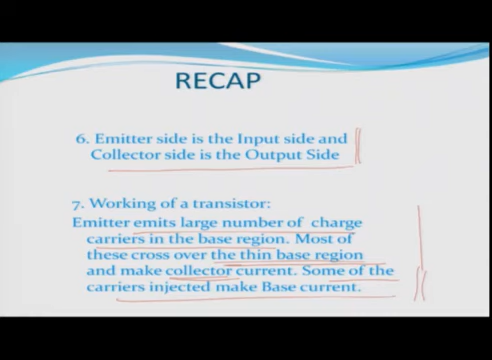 RECAP
6. Emitter side is the Input side and
Collector side is the Output Side
7. Working of a transistor:
Emitter emits large number of charge
carriers in the base region. Most of
these cross over the thin base region
and make collector current. Some of the
carriers injected make Base current.